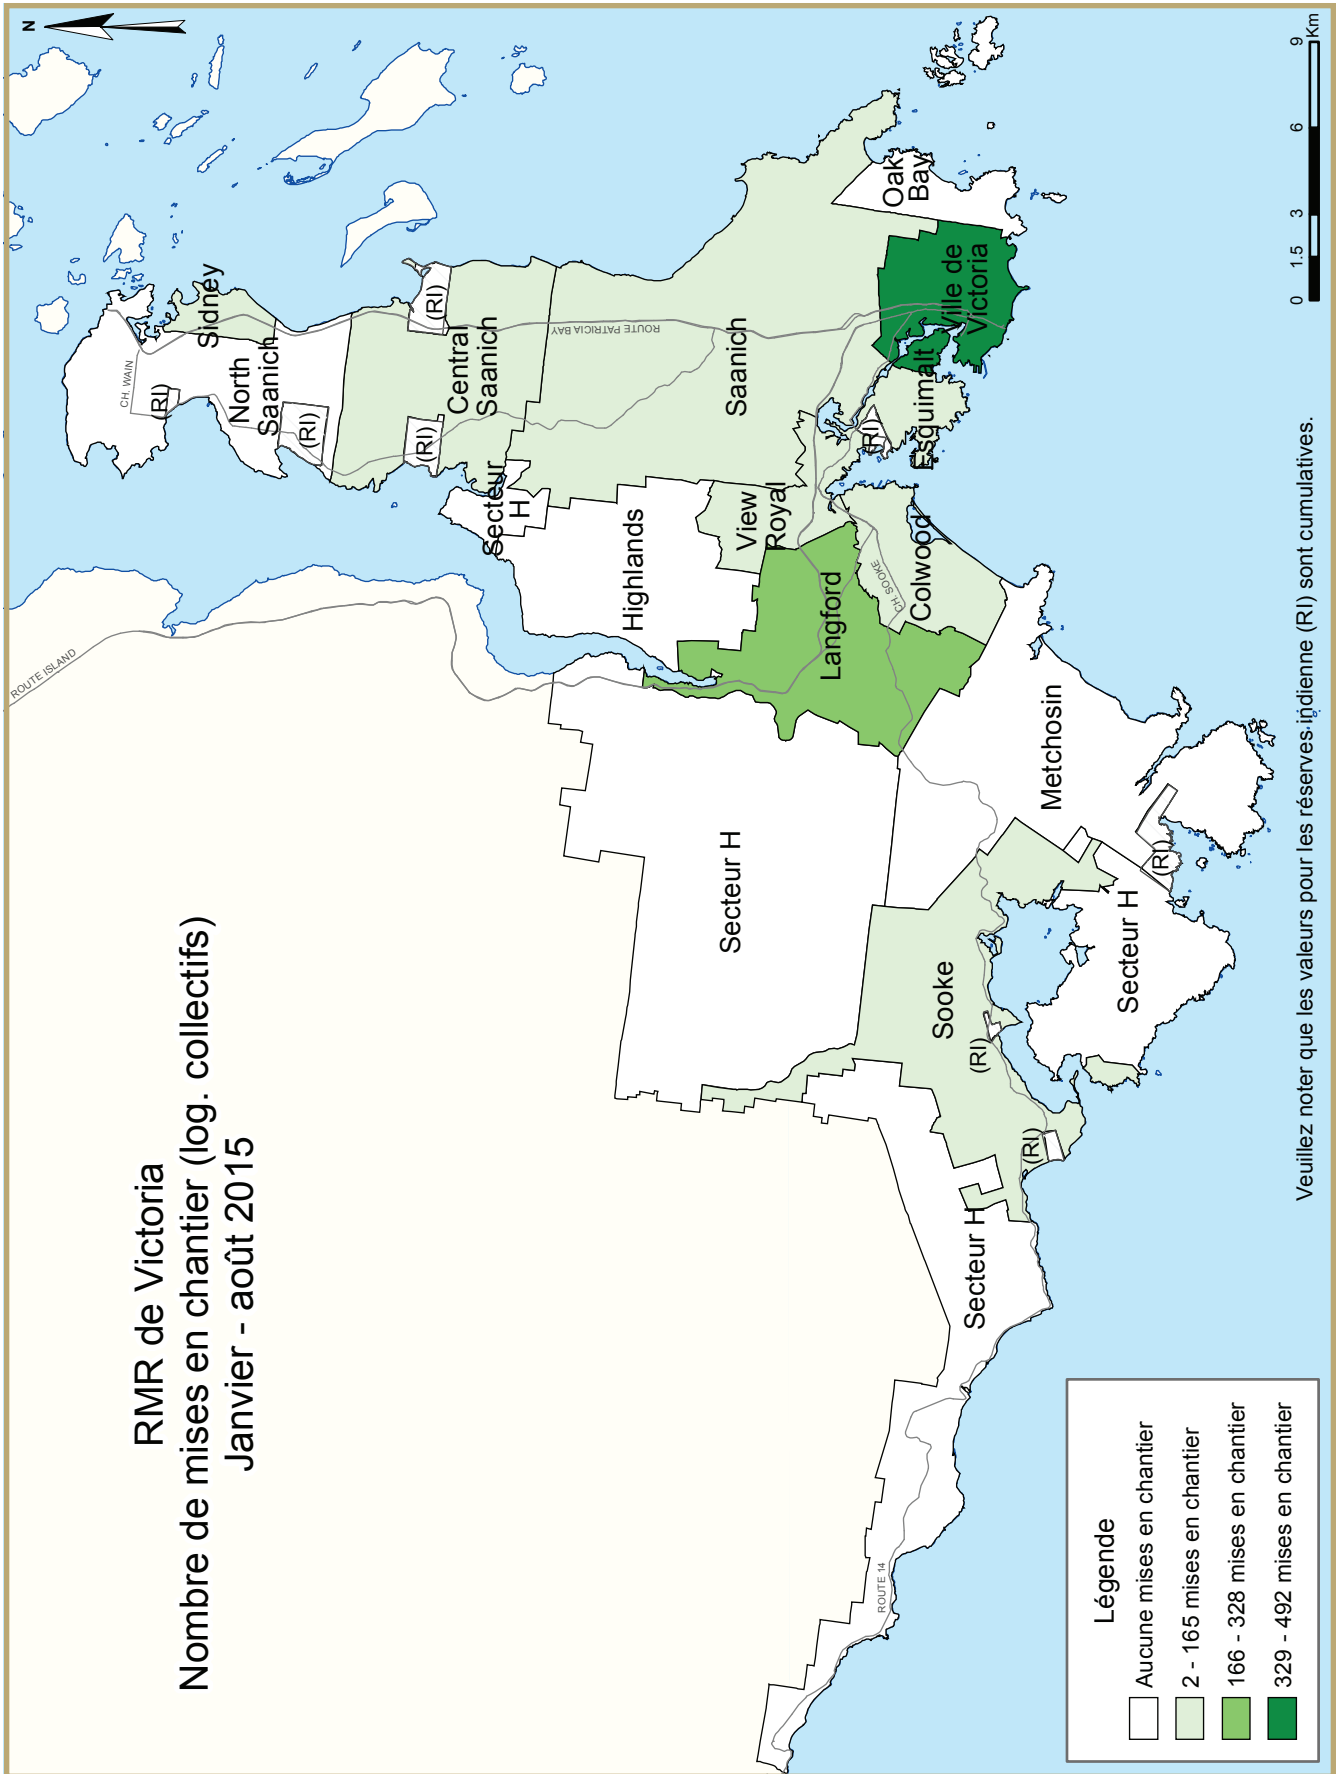 RMR de Victoria
Nombre de mises en chantier (log. collectifs)
Janvier - août 2015
N
ROUTE ISLAND
CH. WAIN
(RI)
Sidney
North
Saanich
(RI)
(RI)
Central
Saanich
(RI)
ROUTE PATRICIA BAY
Secteur
H
Saanich
Highlands
View
Royal
Oak
Bay
Ville de
Victoria
Esquimalt
(RI)
Langford
CH. SOOKE
Colwood
Secteur H
Metchosin
(RI)
Sooke
(RI)
(RI)
Secteur H
Secteur H
ROUTE 14
Légende
Aucune mises en chantier
2 - 165 mises en chantier
166 - 328 mises en chantier
329 - 492 mises en chantier
0 1.5 3 6 9
Km
Veuillez noter que les valeurs pour les réserves indienne (RI) sont cumulatives.